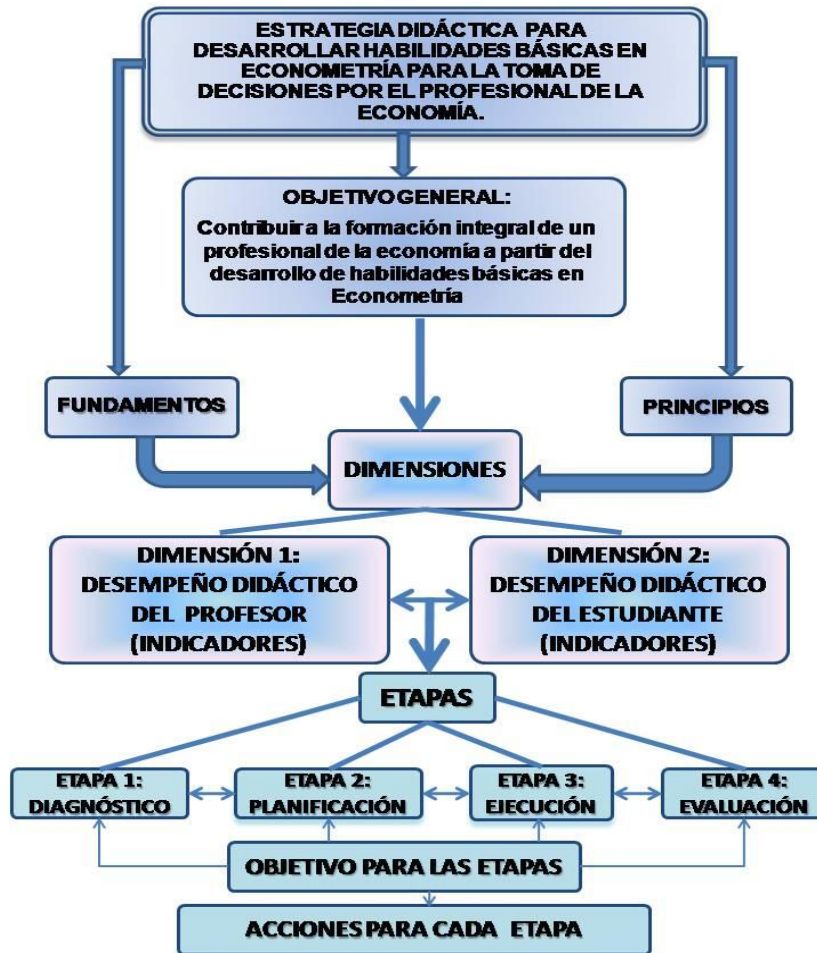 ESTRATEGIA DIDÁCTICA PARA
DESARROLLAR HABILIDADES BÁSICAS EN
ECONOMETRÍA PARA LA TOMA DE
DECISIONES POR EL PROFESIONAL DE LA
ECONOMÍA.
OBJETIVO GENERAL:
Contribuir a la formación integral de un
profesional de la economía a partir del
desarrollo de habilidades básicas en
Econometría
FUNDAMENTOS
PRINCIPIOS
DIMENSIONES
DIMENSIÓN 1:
DESEMPEÑO DIDÁCTICO
DEL PROFESOR
(INDICADORES)
DIMENSIÓN 2:
DESEMPEÑO DIDÁCTICO
DEL ESTUDIANTE
(INDICADORES)
ETAPAS
ETAPA 1:
DIAGNÓSTICO
ETAPA 2:
PLANIFICACIÓN
ETAPA 3:
EJECUCIÓN
ETAPA 4:
EVALUACIÓN
OBJETIVO PARA LAS ETAPAS
ACCIONES PARA CADA ETAPA